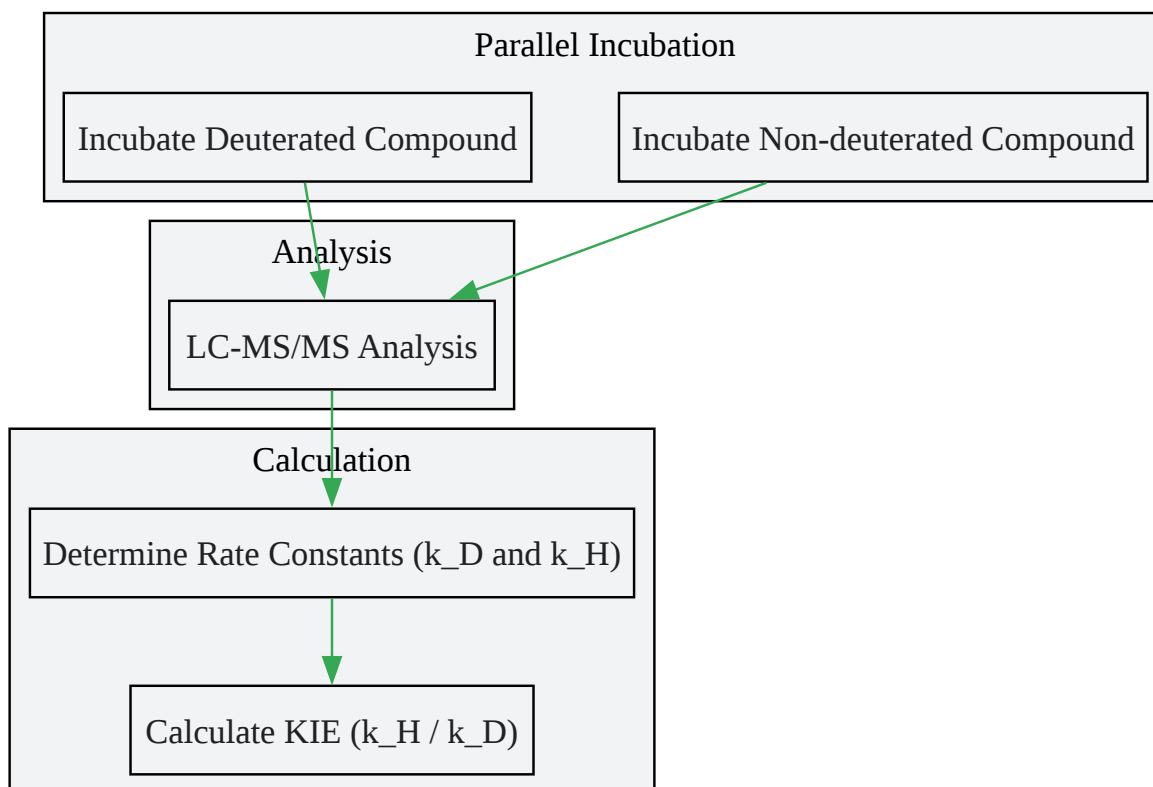 Parallel Incubation
Incubate Deuterated Compound
Incubate Non-deuterated Compound
Analysis
LC-MS/MS Analysis
Calculation
Determine Rate Constants (k_D and k_H)
Calculate KIE (k_H / k_D)